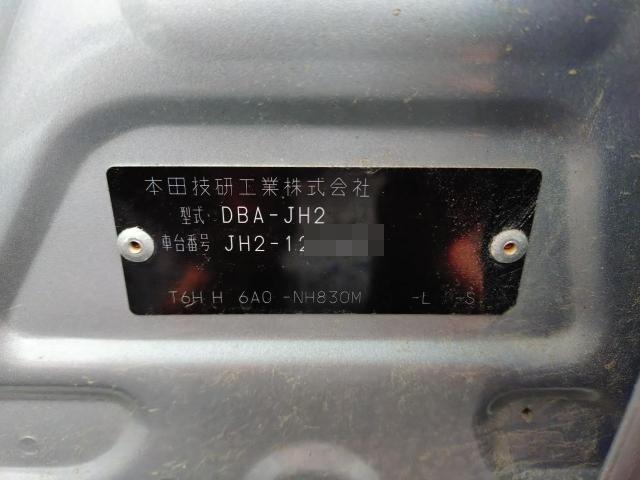 本田技研工業株式会社
型式: DBA-JH2
車台番号 JH2-12
T6H H 6A0 -NH830M -L -S